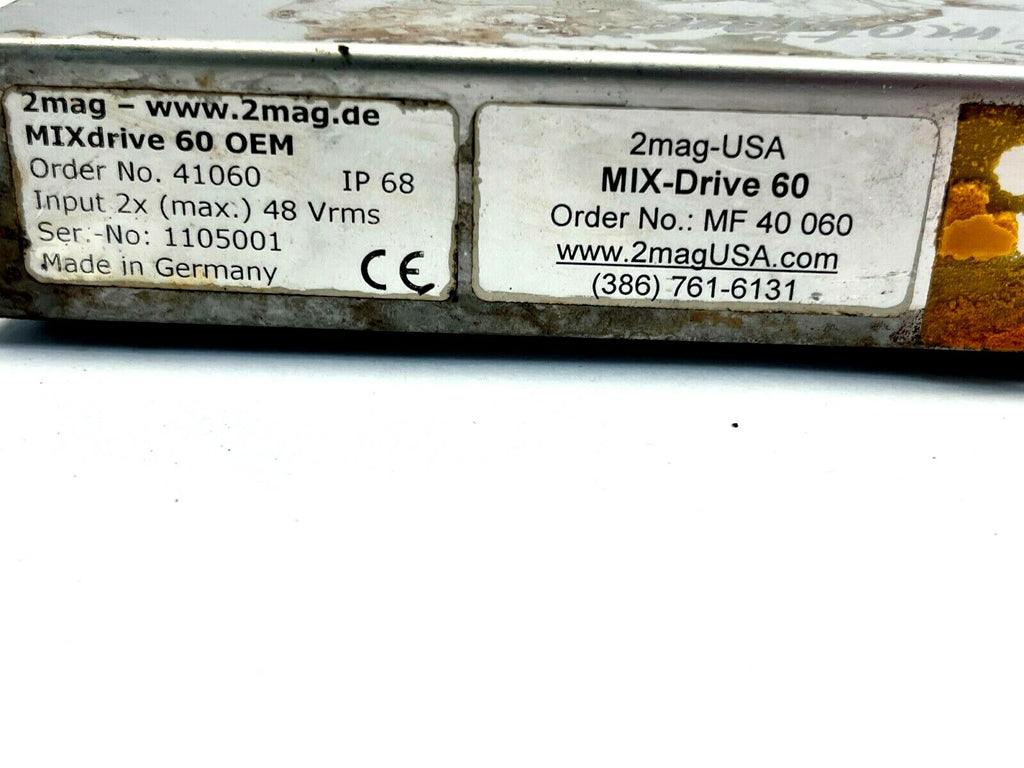 2mag – www.2mag.de
MIXdrive 60 OEM
Order No. 41060 IP 68
Input 2x (max.) 48 Vrms
Ser.-No: 1105001
Made in Germany CE
2mag-USA
MIX-Drive 60
Order No.: MF 40 060
www.2magUSA.com
(386) 761-6131